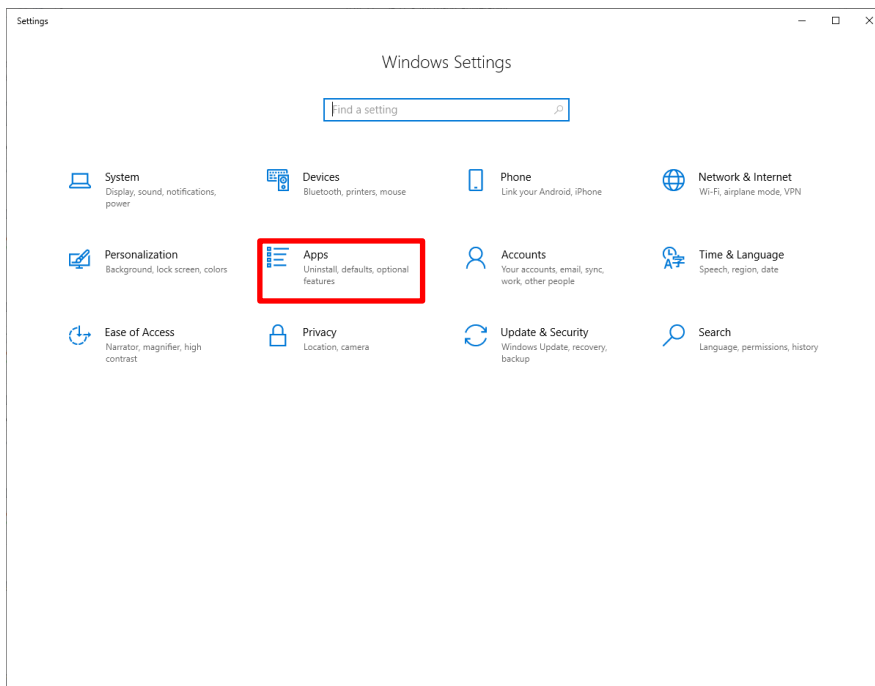 Settings
Windows Settings
Find a setting
System
Display, sound, notifications,
power
Devices
Bluetooth, printers, mouse
Phone
Link your Android, iPhone
Network & Internet
Wi-Fi, airplane mode, VPN
Personalization
Background, lock screen, colors
Apps
Uninstall, defaults, optional
features
Accounts
Your accounts, email, sync,
work, other people
Time & Language
Speech, region, date
Ease of Access
Narrator, magnifier, high
contrast
Privacy
Location, camera
Update & Security
Windows Update, recovery,
backup
Search
Language, permissions, history